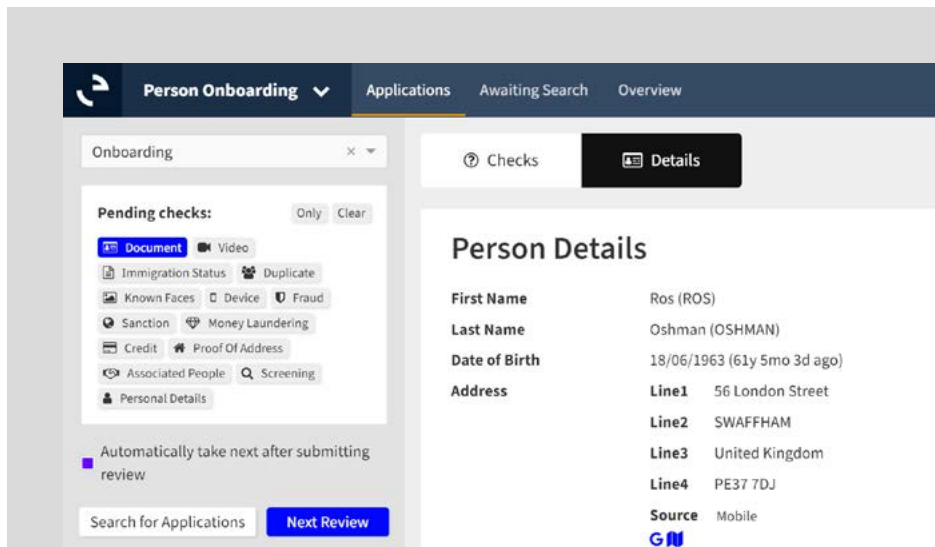 Person Onboarding
Applications Awaiting Search Overview
Onboarding
Pending checks: Only Clear
Document Video
Immigration Status Duplicate
Known Faces Device Fraud
Sanction Money Laundering
Credit Proof Of Address
Associated People Screening
Personal Details
Automatically take next after submitting
review
Search for Applications Next Review
Checks Details
Person Details
First Name Ros (ROS)
Last Name Oshman (OSHMAN)
Date of Birth 18/06/1963 (61y 5mo 3d ago)
Address Line1 56 London Street
Line2 SWAFFHAM
Line3 United Kingdom
Line4 PE37 7DJ
Source Mobile
G